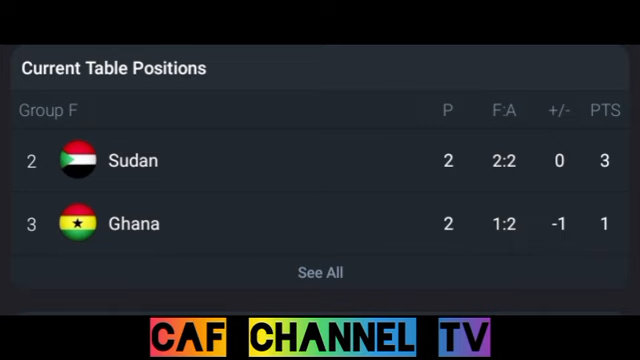 Current Table Positions
Group F P F:A +/- PTS
2 Sudan 2 2:2 0 3
3 Ghana 2 1:2 -1 1
See All
CAF CHANNEL TV